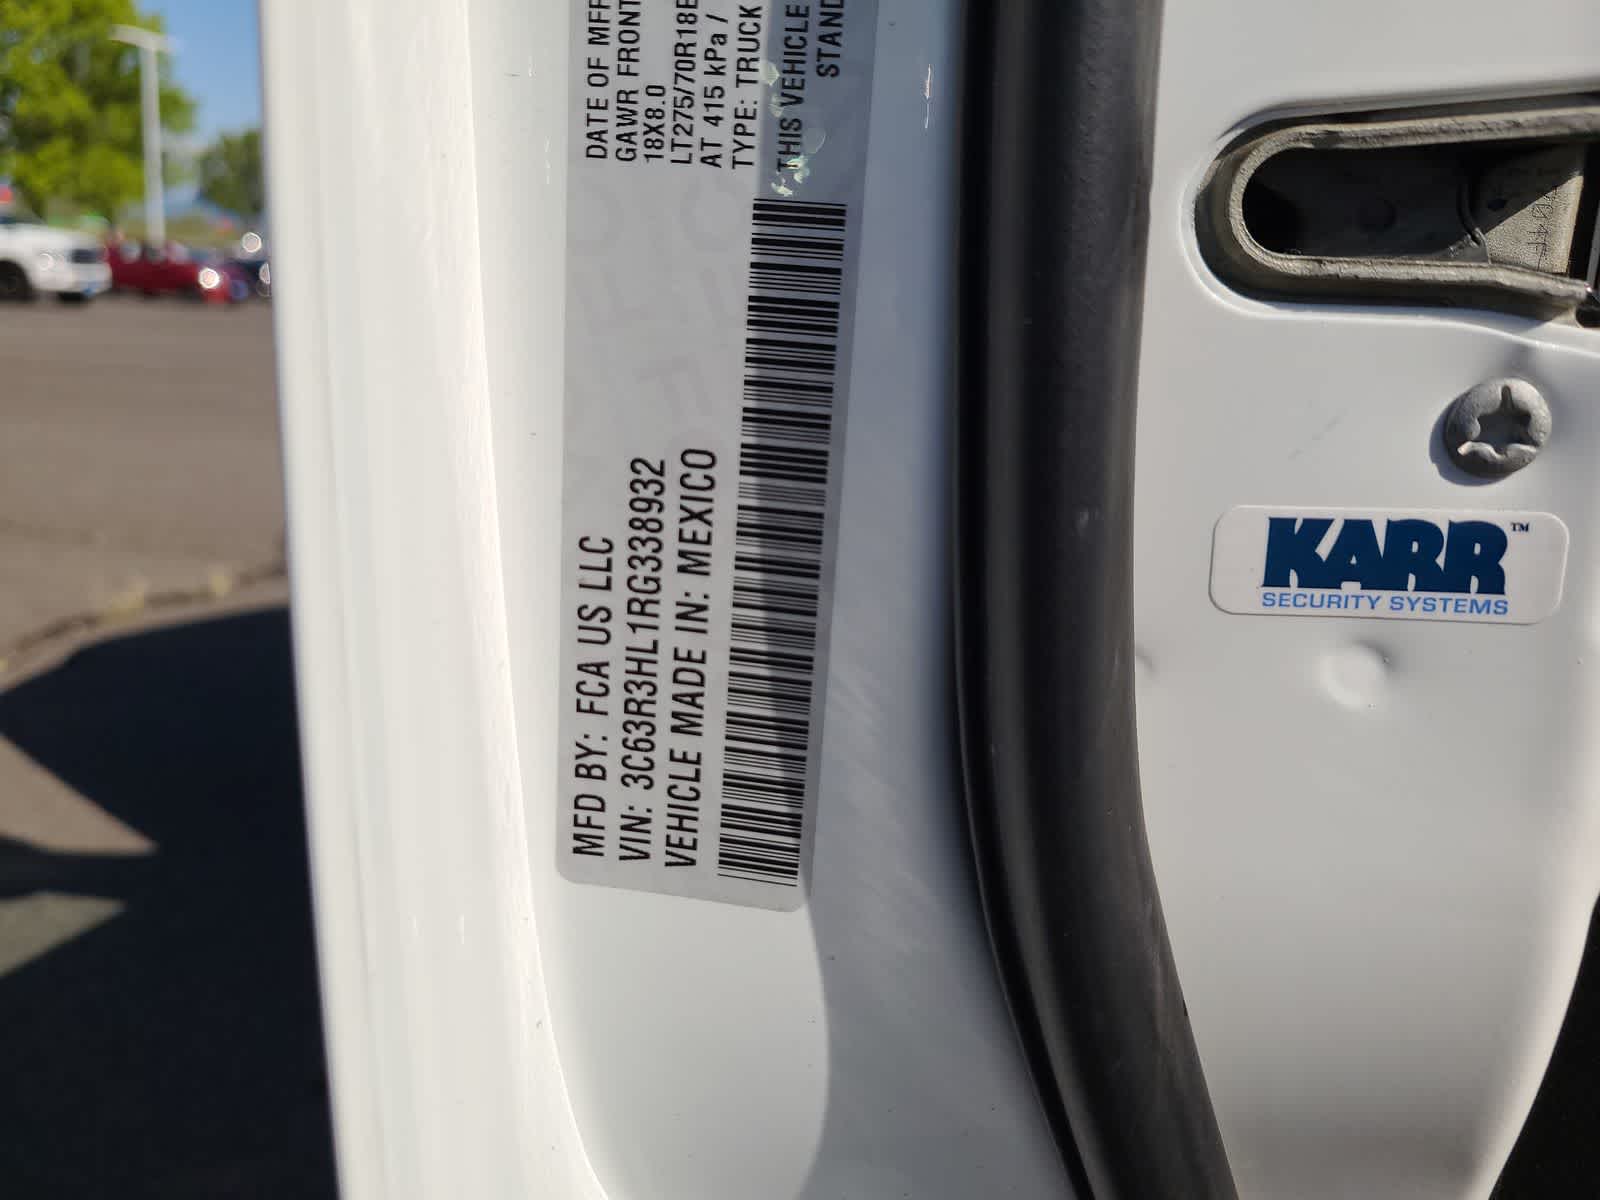 MFD BY: FCA US LLC
VIN: 3C63R3HL1RG338932
VEHICLE MADE IN: MEXICO
DATE OF MFR
GAWR FRONT
18X8.0
LT275/70R18E
AT 415 kPa /
TYPE: TRUCK
THIS VEHICLE
STAND
KARR™
SECURITY SYSTEMS